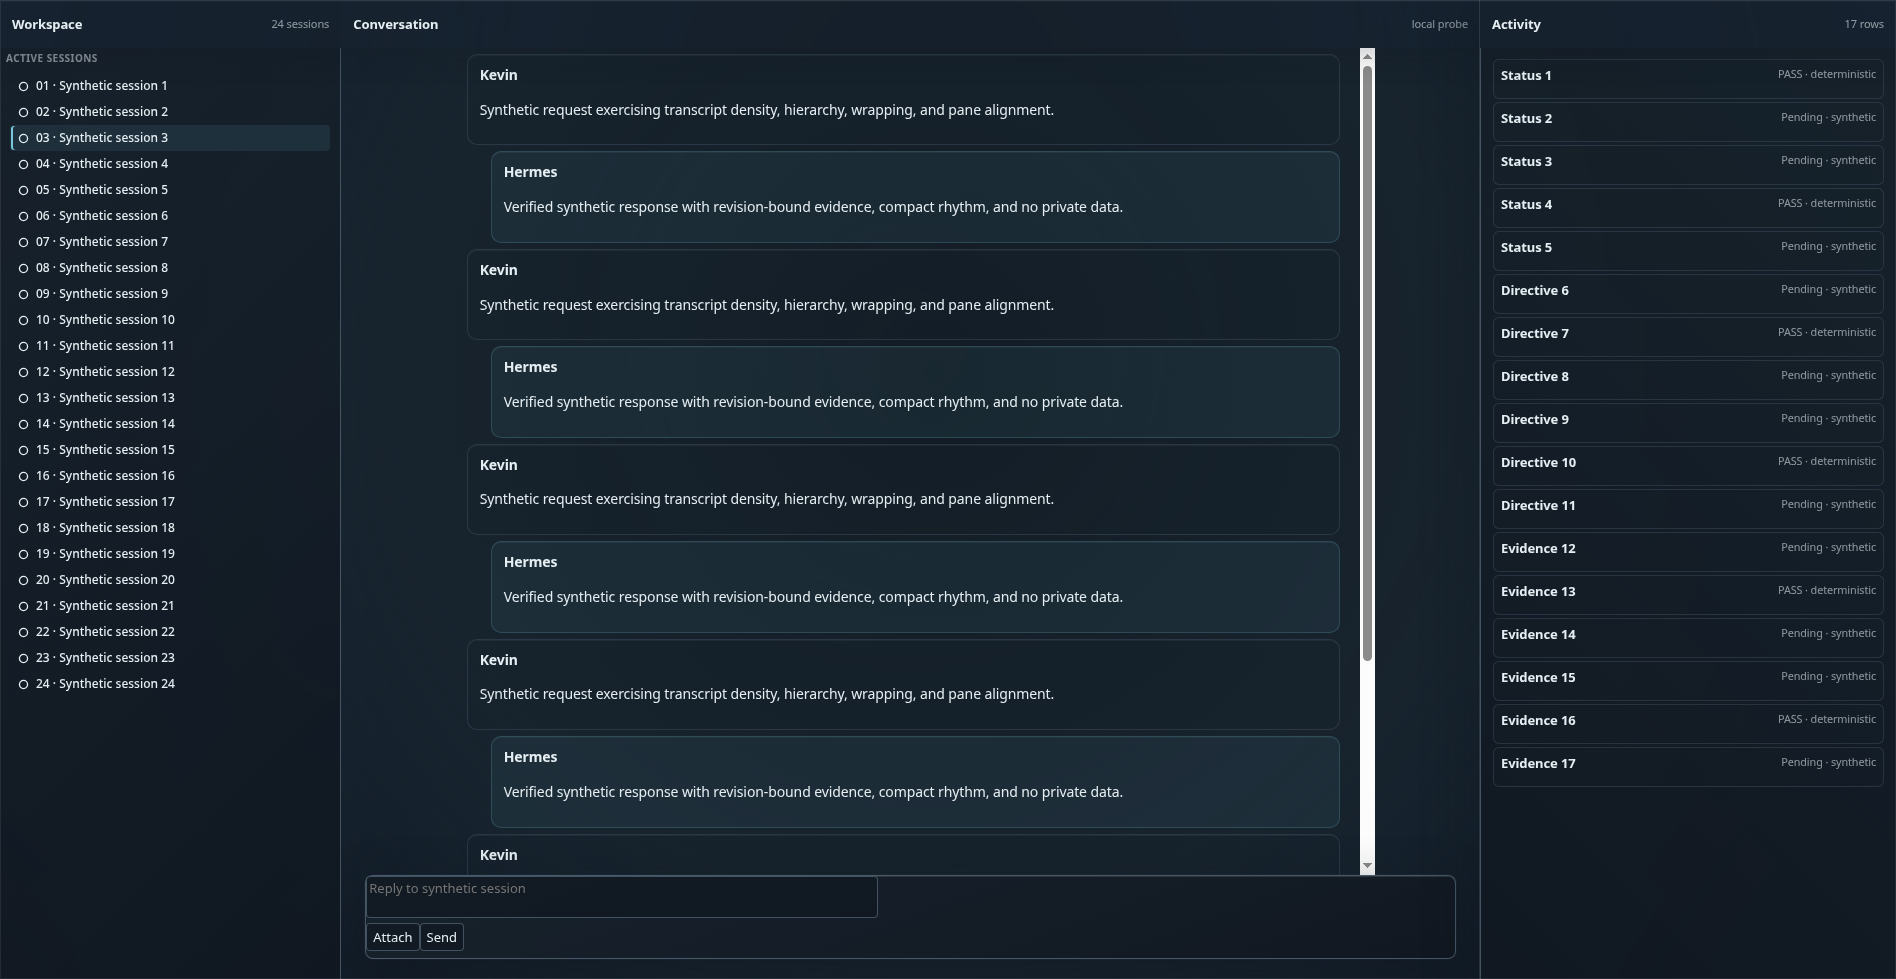 Workspace
24 sessions
ACTIVE SESSIONS
01 · Synthetic session 1
02 · Synthetic session 2
03 · Synthetic session 3
04 · Synthetic session 4
05 · Synthetic session 5
06 · Synthetic session 6
07 · Synthetic session 7
08 · Synthetic session 8
09 · Synthetic session 9
10 · Synthetic session 10
11 · Synthetic session 11
12 · Synthetic session 12
13 · Synthetic session 13
14 · Synthetic session 14
15 · Synthetic session 15
16 · Synthetic session 16
17 · Synthetic session 17
18 · Synthetic session 18
19 · Synthetic session 19
20 · Synthetic session 20
21 · Synthetic session 21
22 · Synthetic session 22
23 · Synthetic session 23
24 · Synthetic session 24
Conversation
local probe
Kevin
Synthetic request exercising transcript density, hierarchy, wrapping, and pane alignment.
Hermes
Verified synthetic response with revision-bound evidence, compact rhythm, and no private data.
Kevin
Synthetic request exercising transcript density, hierarchy, wrapping, and pane alignment.
Hermes
Verified synthetic response with revision-bound evidence, compact rhythm, and no private data.
Kevin
Synthetic request exercising transcript density, hierarchy, wrapping, and pane alignment.
Hermes
Verified synthetic response with revision-bound evidence, compact rhythm, and no private data.
Kevin
Synthetic request exercising transcript density, hierarchy, wrapping, and pane alignment.
Hermes
Verified synthetic response with revision-bound evidence, compact rhythm, and no private data.
Kevin
Reply to synthetic session
Attach
Send
Activity
17 rows
Status 1 PASS · deterministic
Status 2 Pending · synthetic
Status 3 Pending · synthetic
Status 4 PASS · deterministic
Status 5 Pending · synthetic
Directive 6 Pending · synthetic
Directive 7 PASS · deterministic
Directive 8 Pending · synthetic
Directive 9 Pending · synthetic
Directive 10 PASS · deterministic
Directive 11 Pending · synthetic
Evidence 12 Pending · synthetic
Evidence 13 PASS · deterministic
Evidence 14 Pending · synthetic
Evidence 15 Pending · synthetic
Evidence 16 PASS · deterministic
Evidence 17 Pending · synthetic